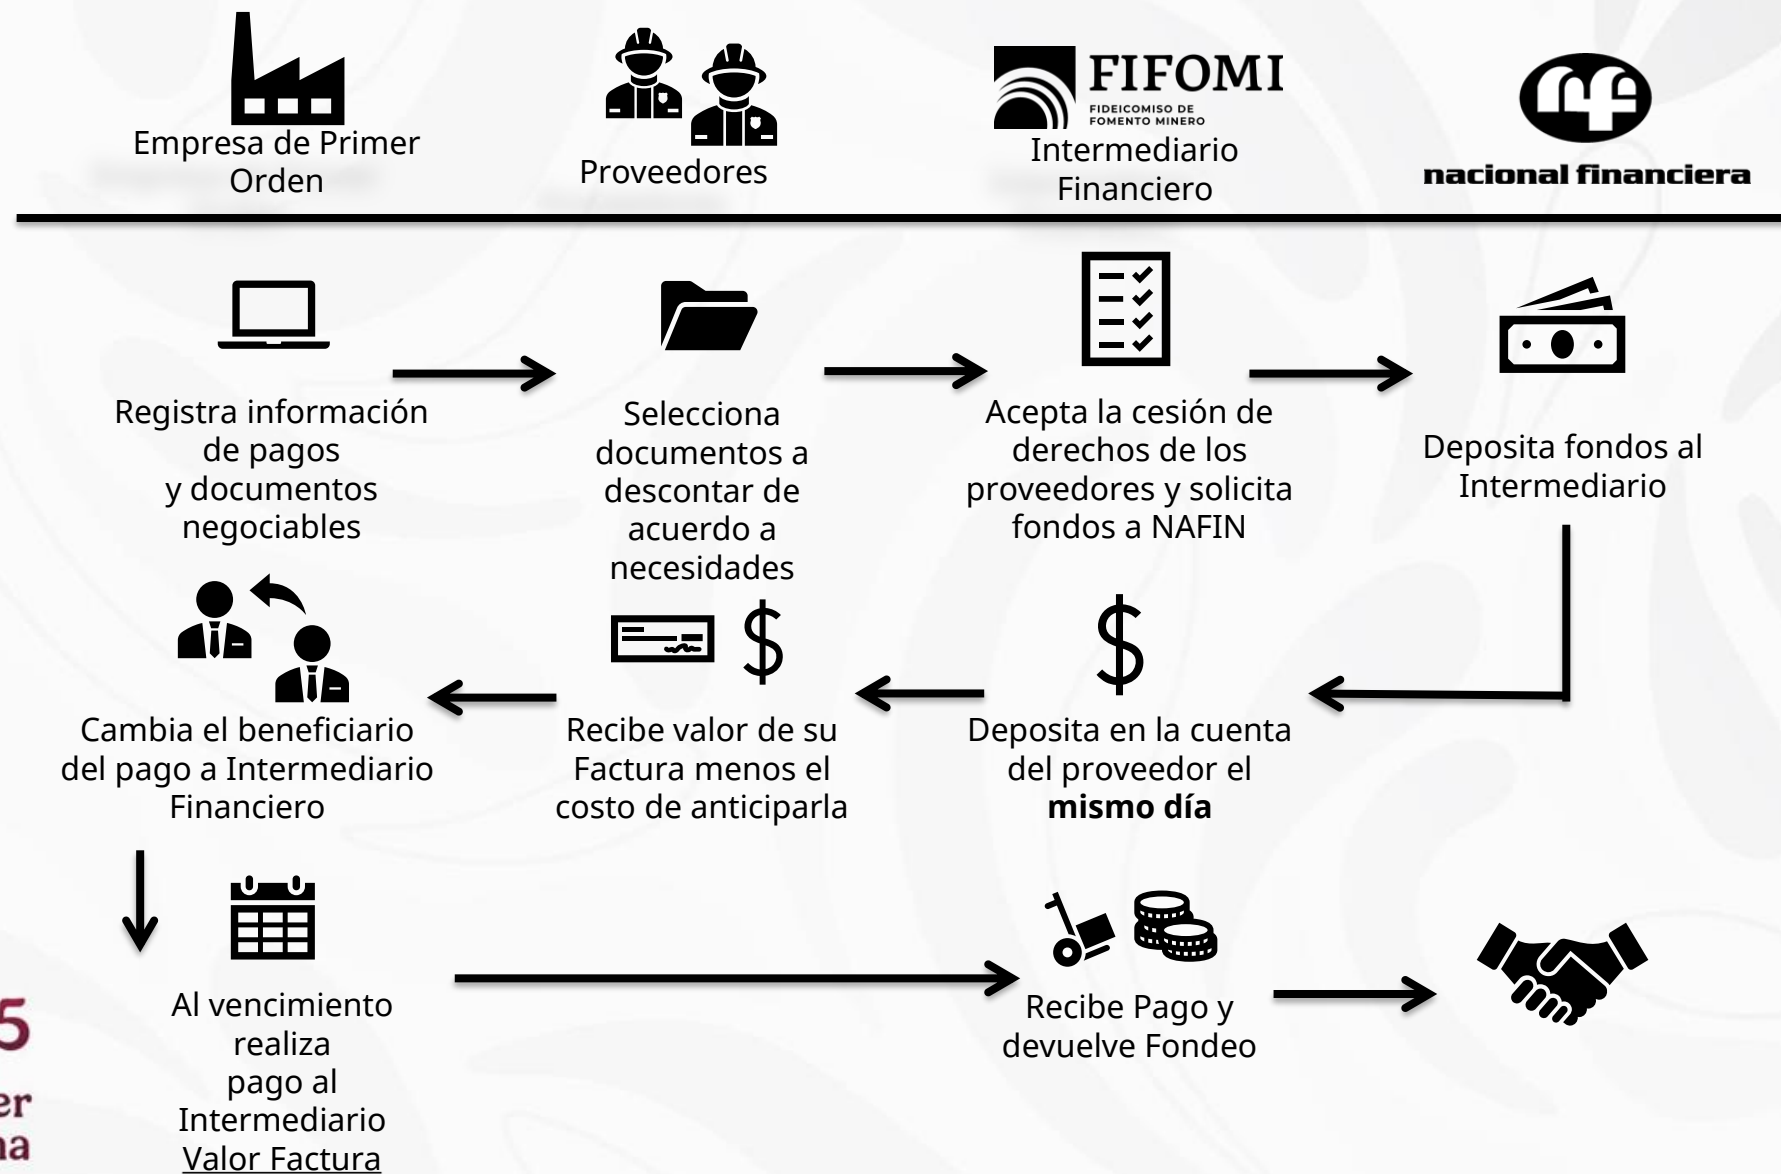 Empresa de Primer
Orden
Proveedores
FIFOMI
FIDEICOMISO DE
FOMENTO MINERO
Intermediario
Financiero
nf
nacional financiera
Registra información
de pagos
y documentos
negociables
Selecciona
documentos a
descontar de
acuerdo a
necesidades
Acepta la cesión de
derechos de los
proveedores y solicita
fondos a NAFIN
Deposita fondos al
Intermediario
$
$
Cambia el beneficiario
del pago a Intermediario
Financiero
Recibe valor de su
Factura menos el
costo de anticiparla
Deposita en la cuenta
del proveedor el
mismo día
Al vencimiento
realiza
pago al
Intermediario
Valor Factura
Recibe Pago y
devuelve Fondeo
5
er
na